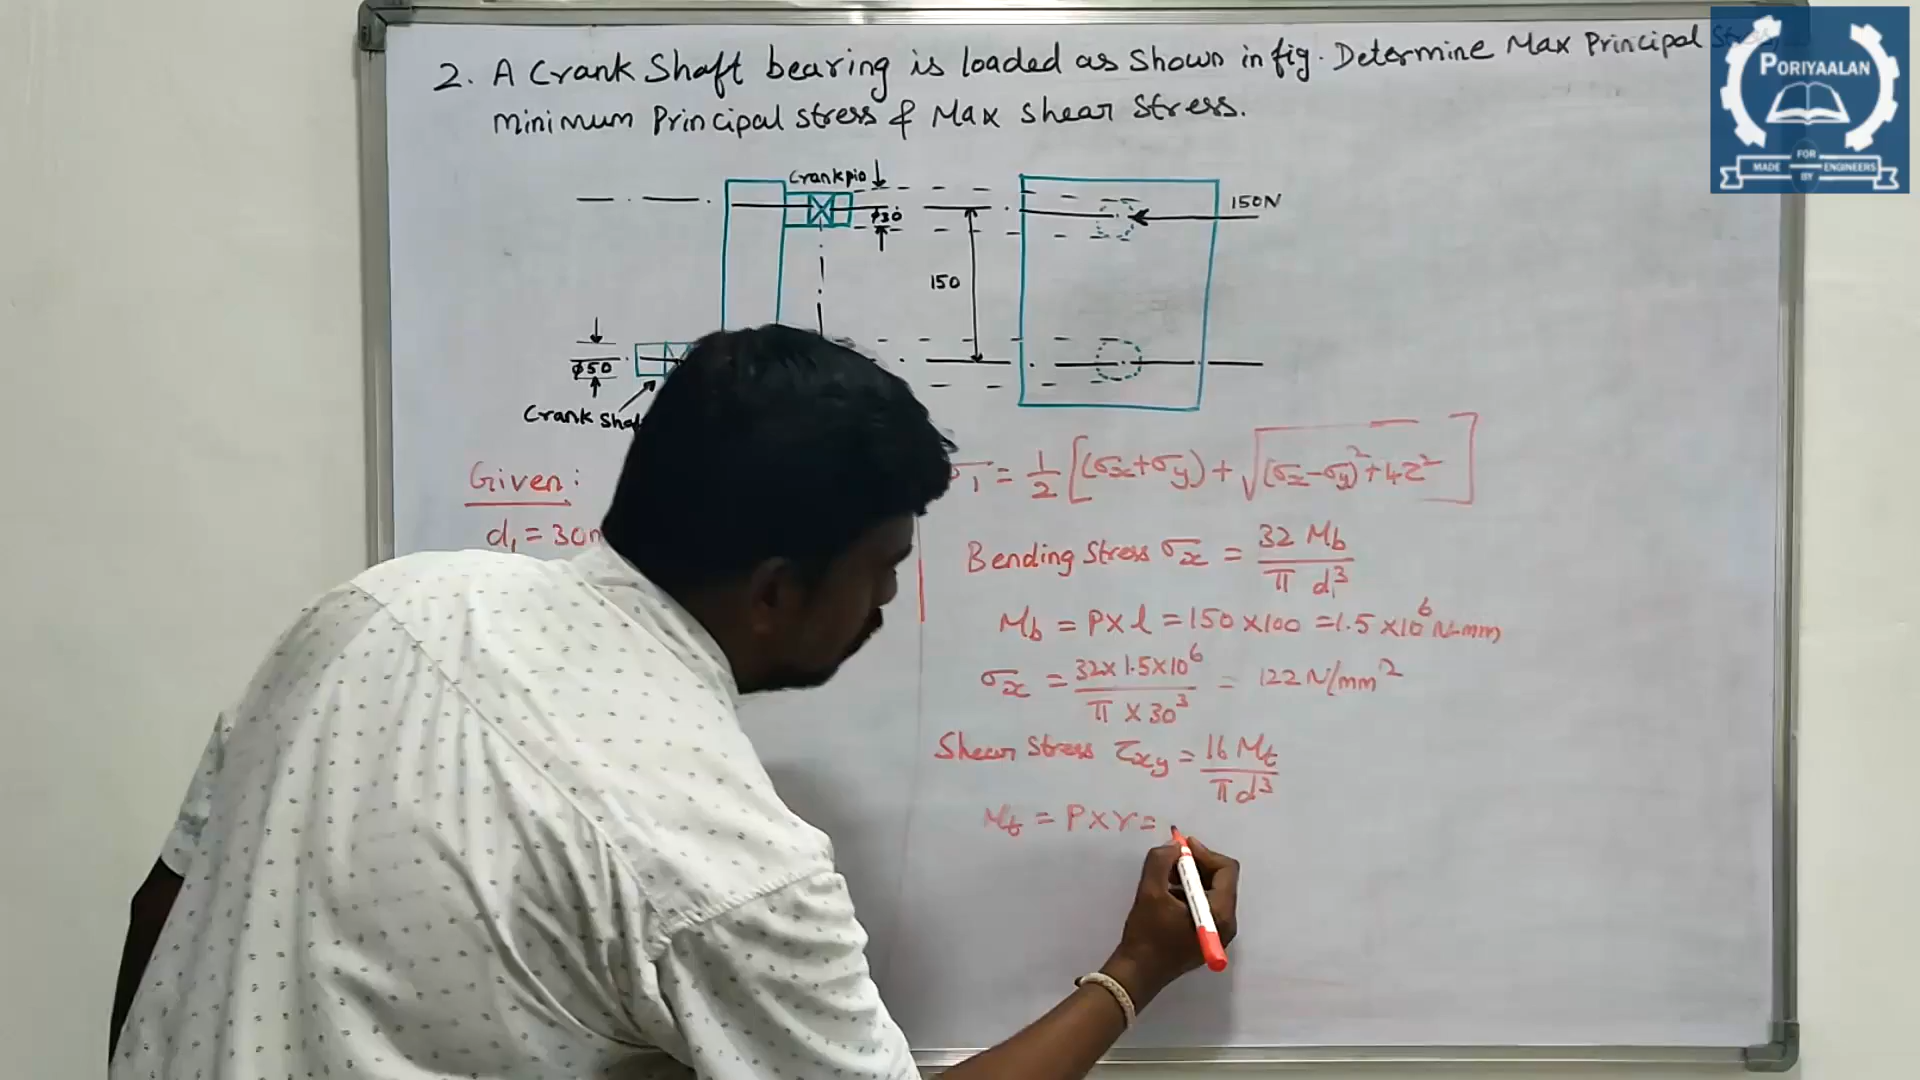 2. A Crank Shaft bearing is loaded as shown in fig. Determine Max Principal
minimum Principal stress & Max shear stress.
PORIYAALAN
MADE FOR BY ENGINEERS
Crankpin
φ30
150
150N
φ50
Crank
Given:
d₁ = 30
σ₁ = 1/2 [(σx+σy) + √(σx-σy)²+4τ²]
Bending Stress σx = 32 Mb / π d₁³
Mb = P×l = 150×100 = 1.5×10⁶ N-mm
σx = 32×1.5×10⁶ / π × 30³ = 122 N/mm²
Shear Stress τxy = 16 Mt / π d³
Mt = P×r =